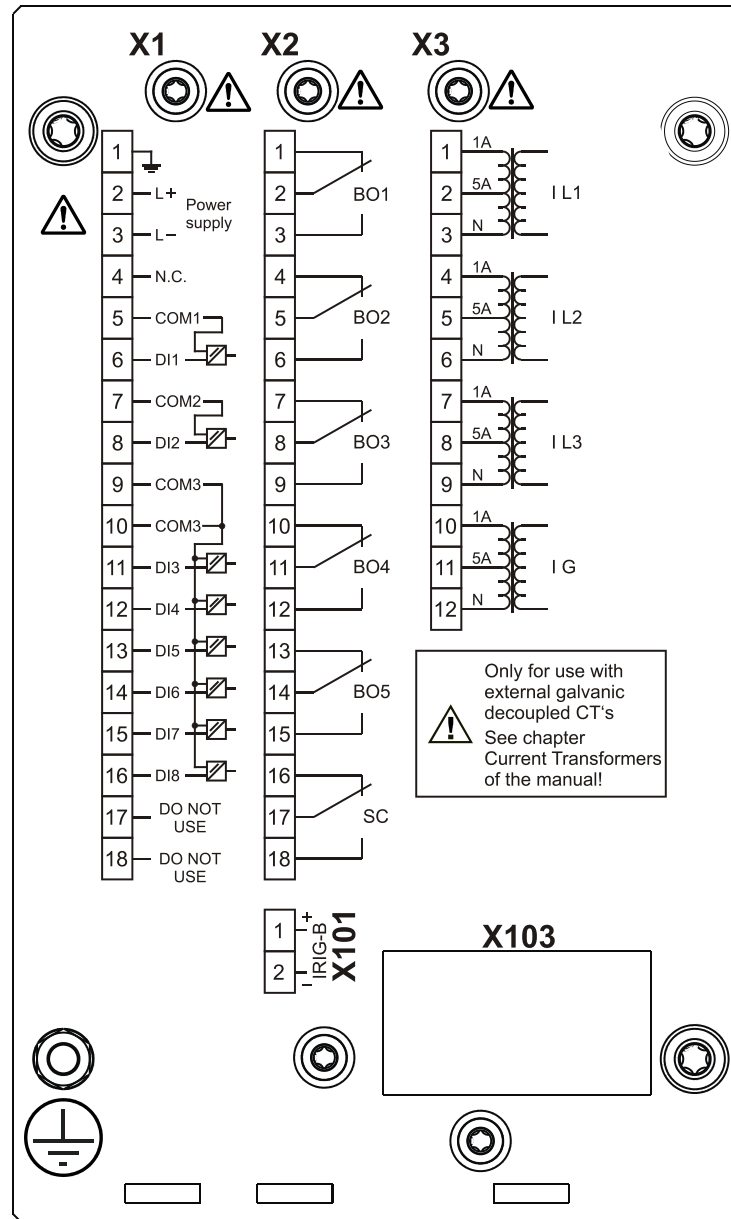 X1 X2 X3
1
2 L+
3 L−
Power
supply
4 N.C.
5 COM1
6 DI1
7 COM2
8 DI2
9 COM3
10 COM3
11 DI3
12 DI4
13 DI5
14 DI6
15 DI7
16 DI8
17 DO NOT
USE
18 DO NOT
USE
1
2 BO1
3
4
5 BO2
6
7
8 BO3
9
10
11 BO4
12
13
14 BO5
15
16
17 SC
18
1 1A
2 5A I L1
3 N
4 1A
5 5A I L2
6 N
7 1A
8 5A I L3
9 N
10 1A
11 5A I G
12 N
Only for use with
external galvanic
decoupled CT‘s
See chapter
Current Transformers
of the manual!
1 +
2 −
IRIG-B
X101
X103